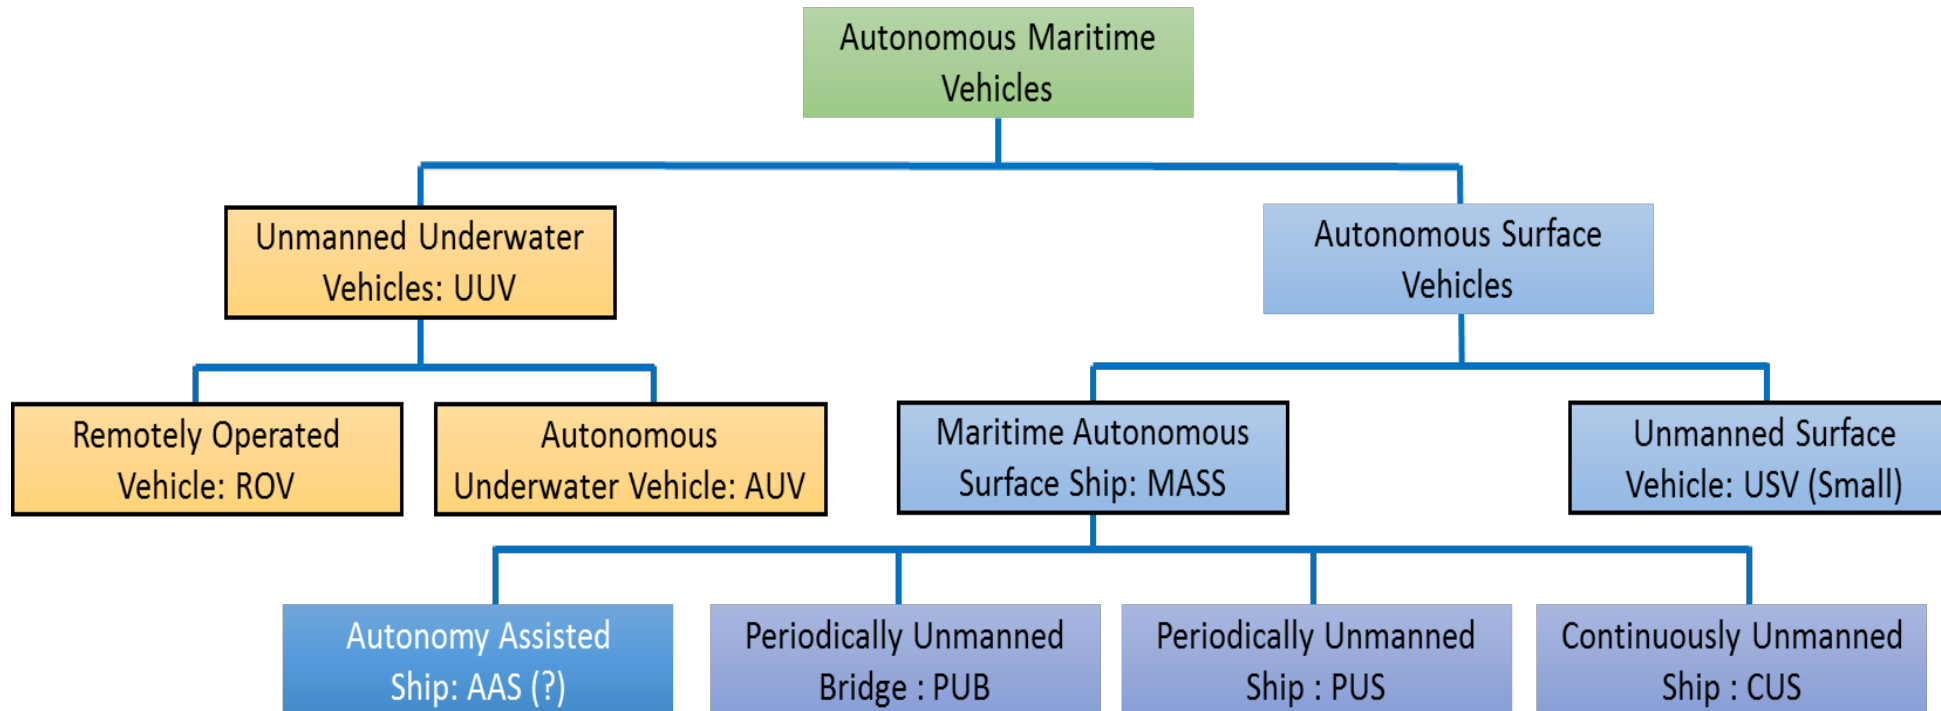 Autonomous Maritime
Vehicles
Unmanned Underwater
Vehicles: UUV
Autonomous Surface
Vehicles
Remotely Operated
Vehicle: ROV
Autonomous
Underwater Vehicle: AUV
Maritime Autonomous
Surface Ship: MASS
Unmanned Surface
Vehicle: USV (Small)
Autonomy Assisted
Ship: AAS (?)
Periodically Unmanned
Bridge : PUB
Periodically Unmanned
Ship : PUS
Continuously Unmanned
Ship : CUS